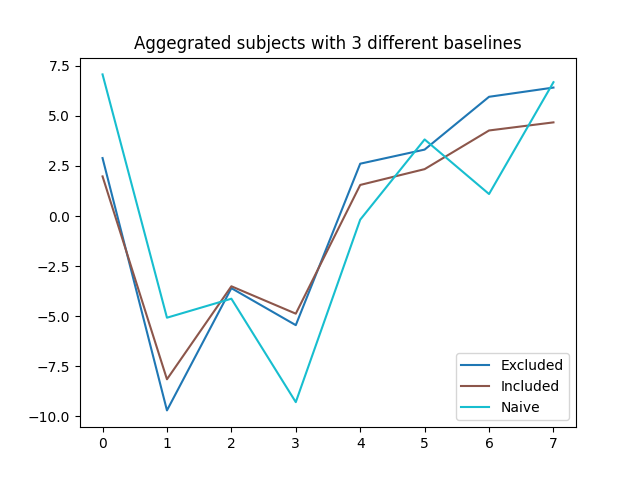 Aggegrated subjects with 3 different baselines
7.5
5.0
2.5
0.0
−2.5
−5.0
−7.5
−10.0
0 1 2 3 4 5 6 7
Excluded
Included
Naive